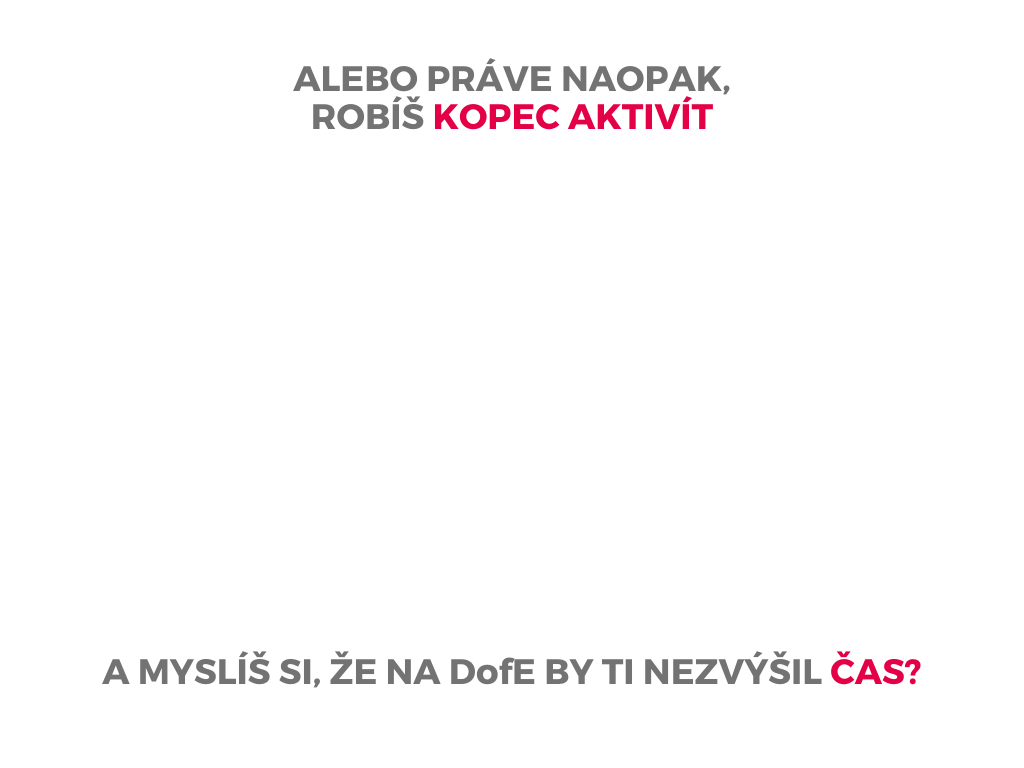 ALEBO PRÁVE NAOPAK,
ROBÍŠ KOPEC AKTIVÍT
A MYSLÍŠ SI, ŽE NA DofE BY TI NEZVÝŠIL ČAS?